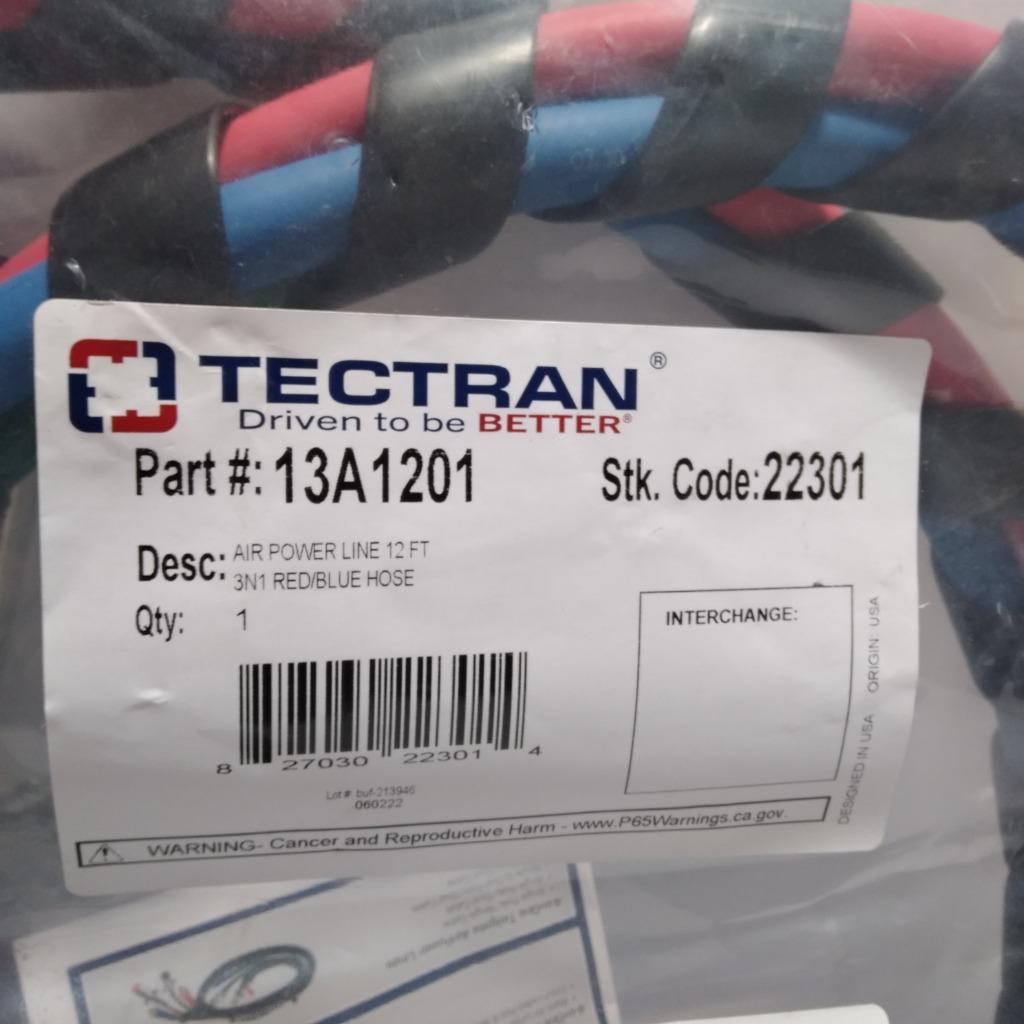 TECTRAN®
Driven to be BETTER®
Part #: 13A1201
Stk. Code: 22301
Desc: AIR POWER LINE 12 FT
3N1 RED/BLUE HOSE
Qty: 1
INTERCHANGE:
DESIGNED IN USA ORIGIN: USA
8 27030 22301 4
Lot# buf-213946
060222
WARNING- Cancer and Reproductive Harm - www.P65Warnings.ca.gov.